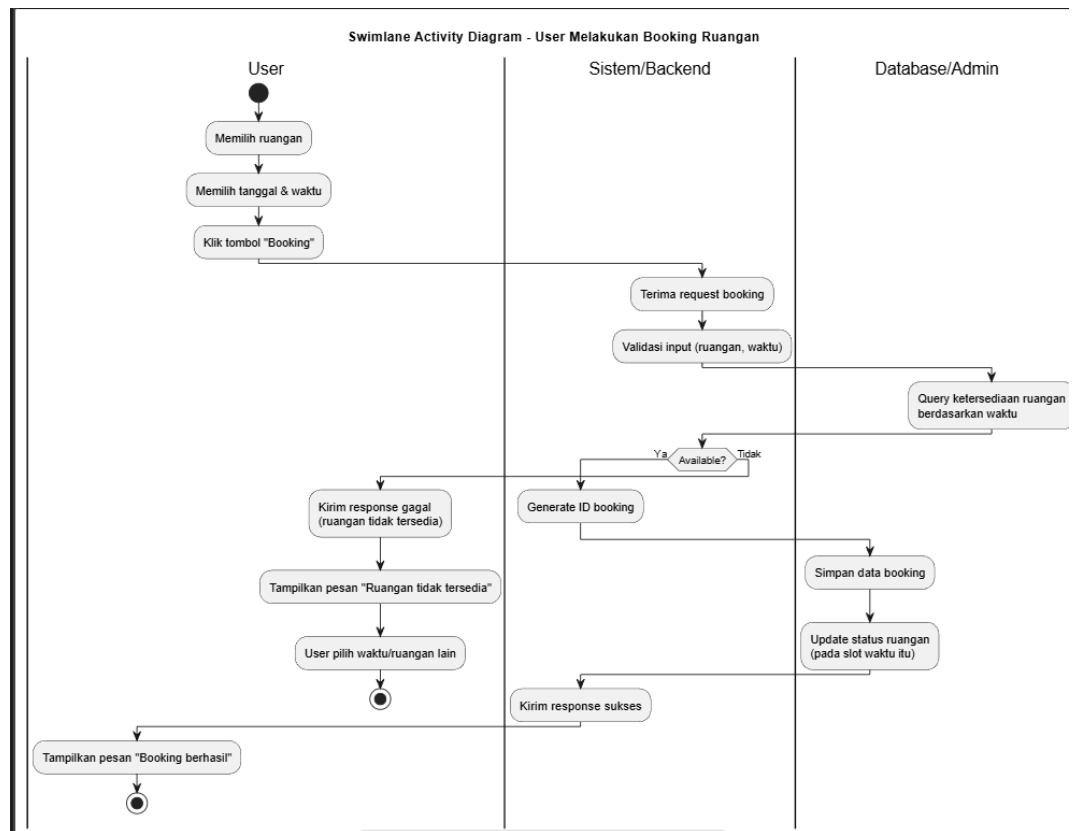 Swimlane Activity Diagram - User Melakukan Booking Ruangan
User
Sistem/Backend
Database/Admin
Memilih ruangan
Memilih tanggal & waktu
Klik tombol "Booking"
Terima request booking
Validasi input (ruangan, waktu)
Query ketersediaan ruangan
berdasarkan waktu
Ya
Available?
Tidak
Kirim response gagal
(ruangan tidak tersedia)
Generate ID booking
Tampilkan pesan "Ruangan tidak tersedia"
Simpan data booking
User pilih waktu/ruangan lain
Update status ruangan
(pada slot waktu itu)
Kirim response sukses
Tampilkan pesan "Booking berhasil"